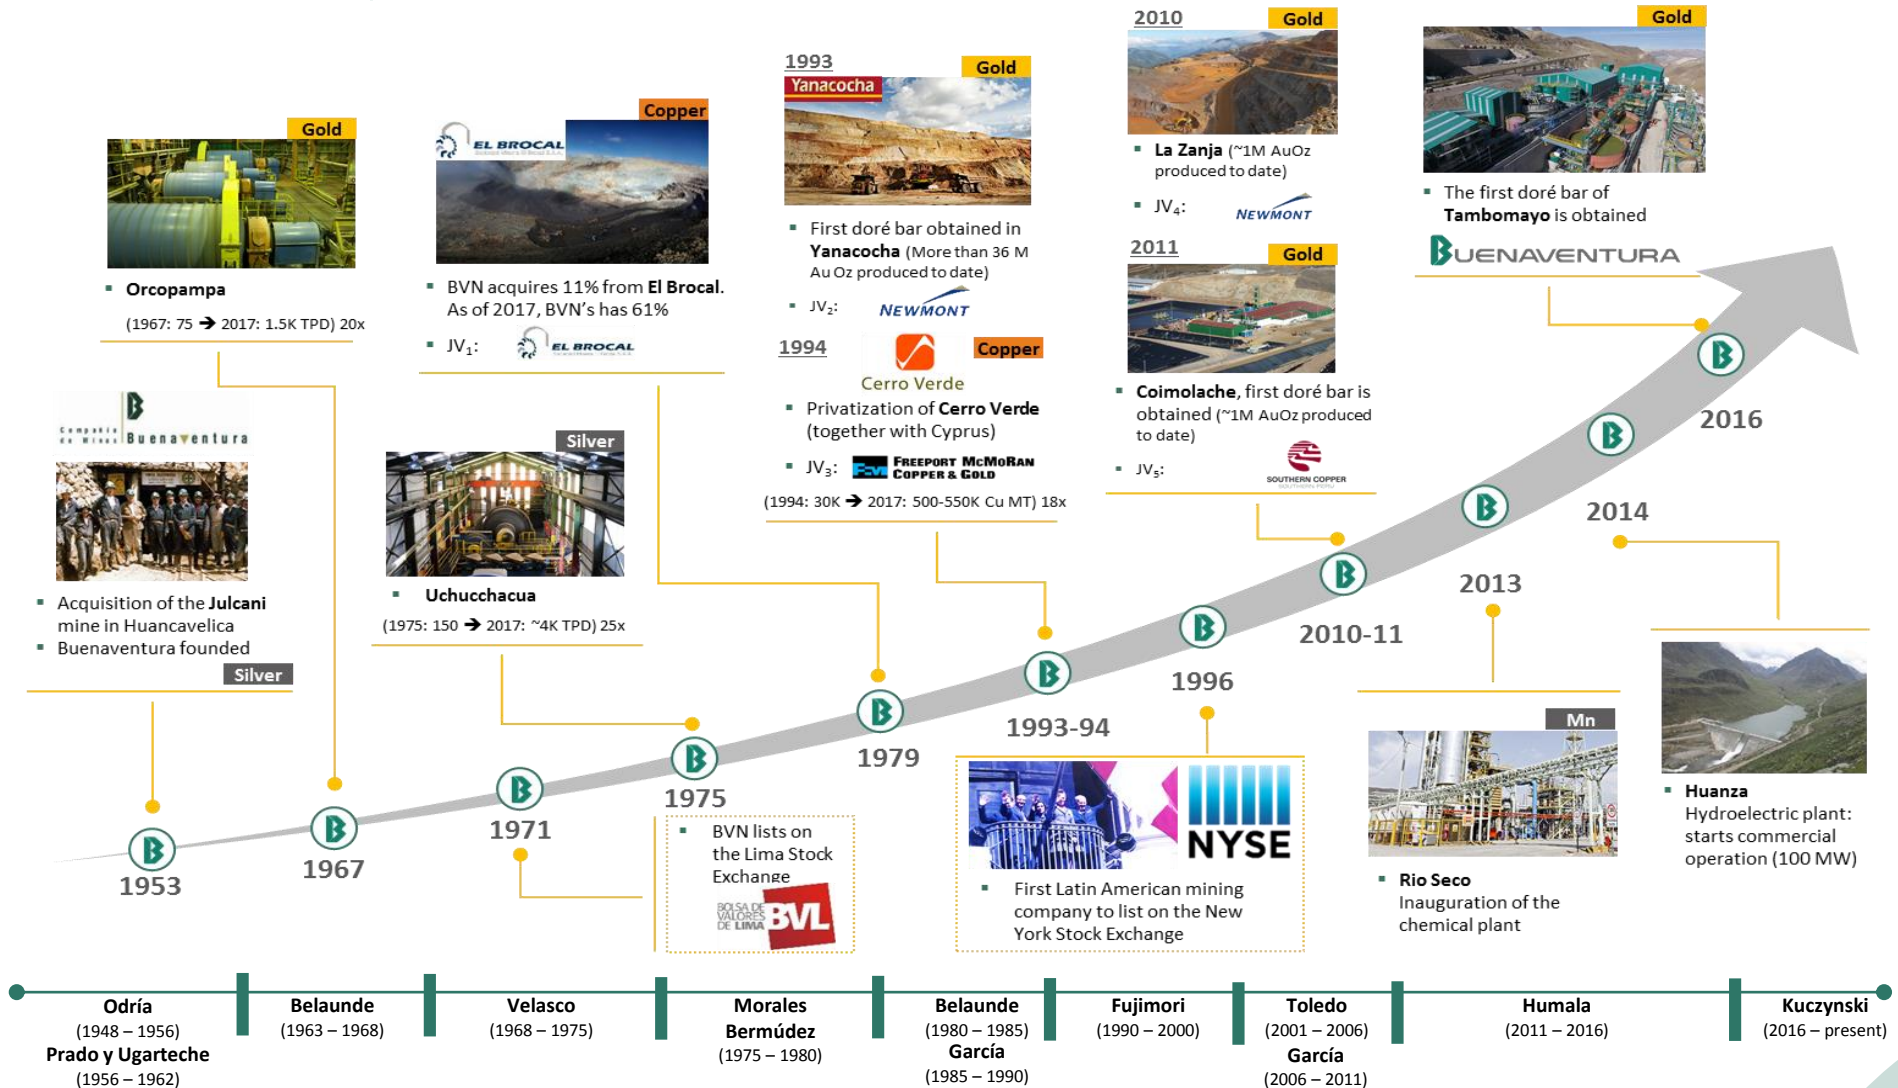 Gold
Orcopampa
(1967: 75 ➔ 2017: 1.5K TPD) 20x
Compañía
de Minas
Buenaventura
Acquisition of the Julcani
mine in Huancavelica
Buenaventura founded
Silver
Copper
EL BROCAL
BVN acquires 11% from El Brocal.
As of 2017, BVN's has 61%
JV1:
EL BROCAL
Silver
Uchucchacua
(1975: 150 ➔ 2017: ~4K TPD) 25x
1993
Gold
Yanacocha
First doré bar obtained in
Yanacocha (More than 36 M
Au Oz produced to date)
JV2:
NEWMONT
1994
Copper
Cerro Verde
Privatization of Cerro Verde
(together with Cyprus)
JV3:
FCX
FREEPORT MCMORAN
COPPER & GOLD
(1994: 30K ➔ 2017: 500-550K Cu MT) 18x
2010
Gold
La Zanja (~1M AuOz
produced to date)
JV4:
NEWMONT
2011
Gold
Coimolache, first doré bar is
obtained (~1M AuOz produced
to date)
JV5:
SOUTHERN COPPER
SOUTHERN PERU
Gold
The first doré bar of
Tambomayo is obtained
BUENAVENTURA
1953
1967
1971
1975
1979
1993-94
1996
2010-11
2013
2014
2016
BVN lists on
the Lima Stock
Exchange
BOLSA DE
VALORES
DE LIMA
BVL
NYSE
First Latin American mining
company to list on the New
York Stock Exchange
Mn
Rio Seco
Inauguration of the
chemical plant
Huanza
Hydroelectric plant:
starts commercial
operation (100 MW)
Odría
(1948 – 1956)
Prado y Ugarteche
(1956 – 1962)
Belaunde
(1963 – 1968)
Velasco
(1968 – 1975)
Morales
Bermúdez
(1975 – 1980)
Belaunde
(1980 – 1985)
García
(1985 – 1990)
Fujimori
(1990 – 2000)
Toledo
(2001 – 2006)
García
(2006 – 2011)
Humala
(2011 – 2016)
Kuczynski
(2016 – present)